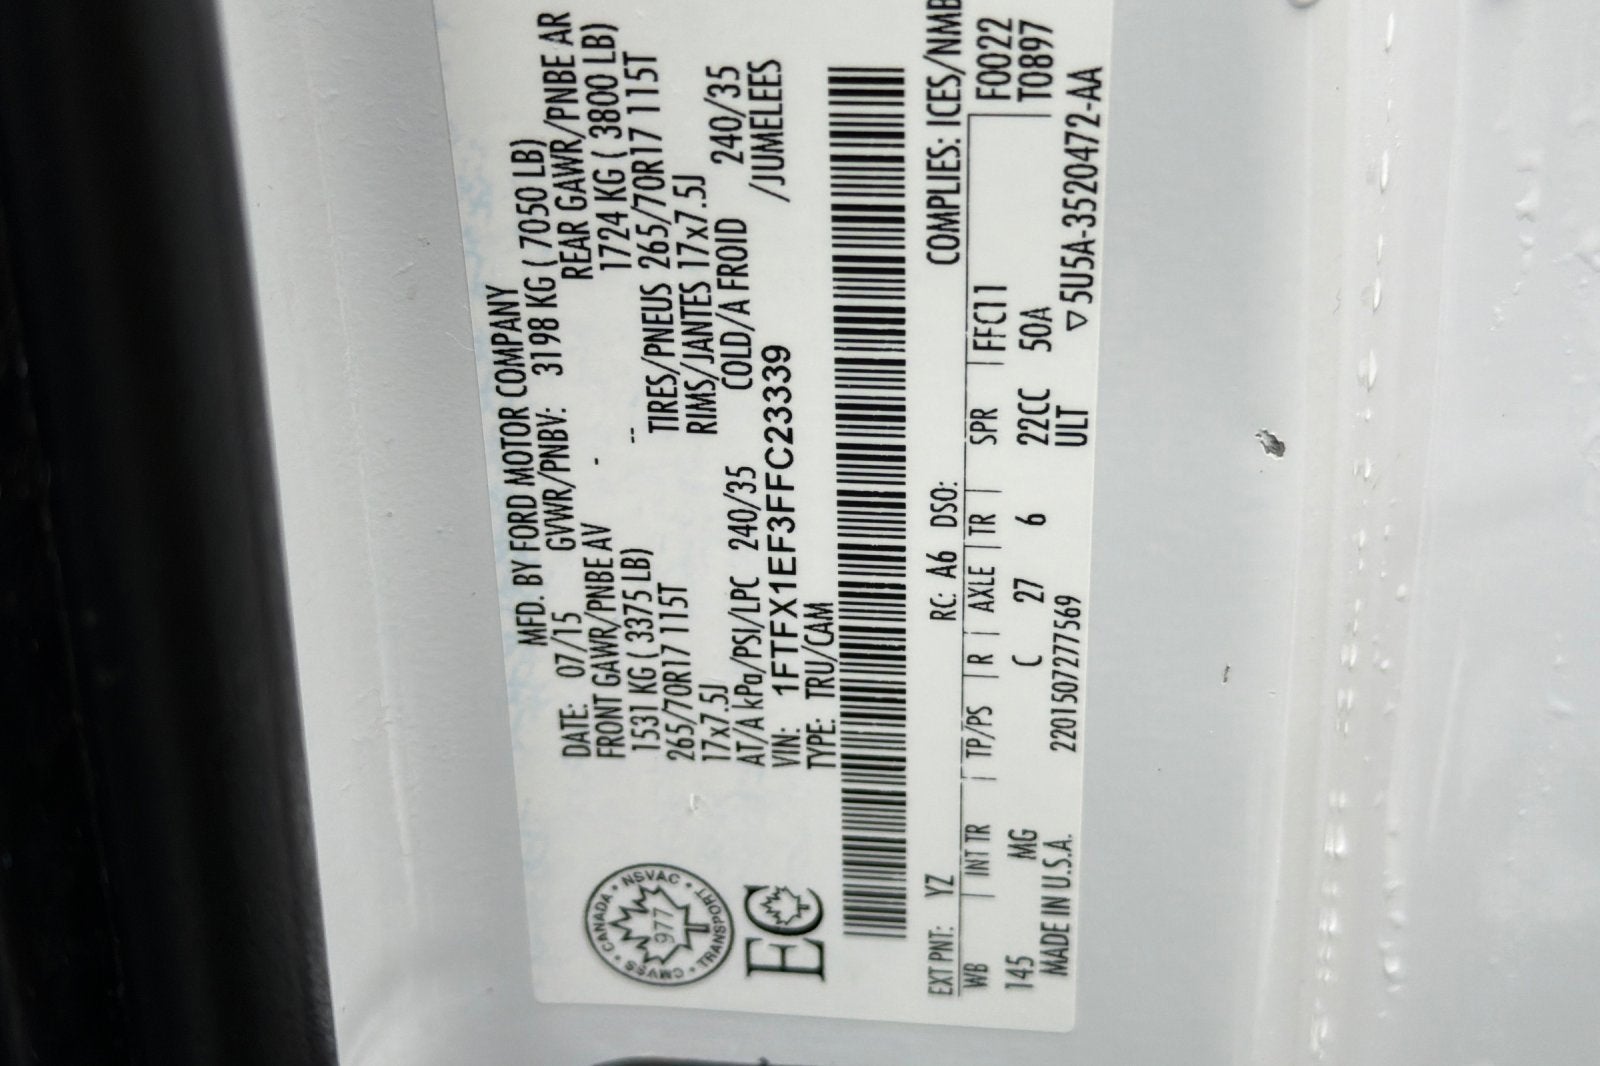 MFD. BY FORD MOTOR COMPANY
DATE: 07/15 GVWR/PNBV: 3198 KG ( 7050 LB)
FRONT GAWR/PNBE AV REAR GAWR/PNBE AR
1531 KG ( 3375 LB) - 1724 KG ( 3800 LB)
265/70R17 115T -- TIRES/PNEUS 265/70R17 115T
17x7.5J RIMS/JANTES 17x7.5J
AT/A kPa/PSI/LPC 240/35 COLD/A FROID 240/35
VIN: 1FTFX1EF3FFC23339 /JUMELEES
TYPE: TRU/CAM
CANADA • NSVAC • TRANSPORT • CMVSS •
977
EC
COMPLIES: ICES/NMB
EXT PNT: YZ RC: A6 DSO: F0022
WB | INT TR | TP/PS | R | AXLE | TR | SPR | FFC11 T0897
145 MG C 27 6 22CC 50A
MADE IN U.S.A. 2201507277569 ULT ▽5U5A-3520472-AA